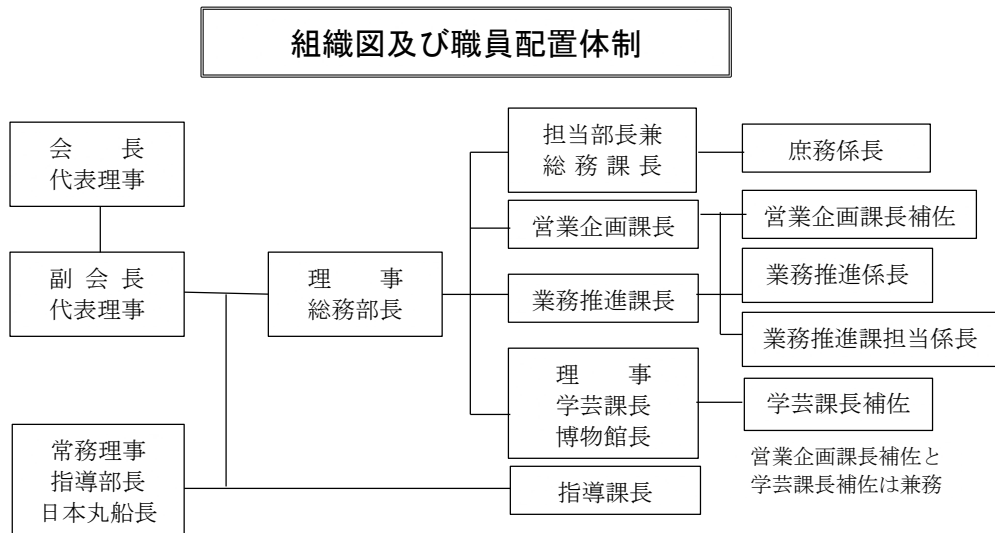 組織図及び職員配置体制
会　　長
代表理事
副 会 長
代表理事
常務理事
指導部長
日本丸船長
理　　事
総務部長
担当部長兼
総 務 課 長
営業企画課長
業務推進課長
理　　事
学芸課長
博物館長
指導課長
庶務係長
営業企画課長補佐
業務推進係長
業務推進課担当係長
学芸課長補佐
営業企画課長補佐と
学芸課長補佐は兼務